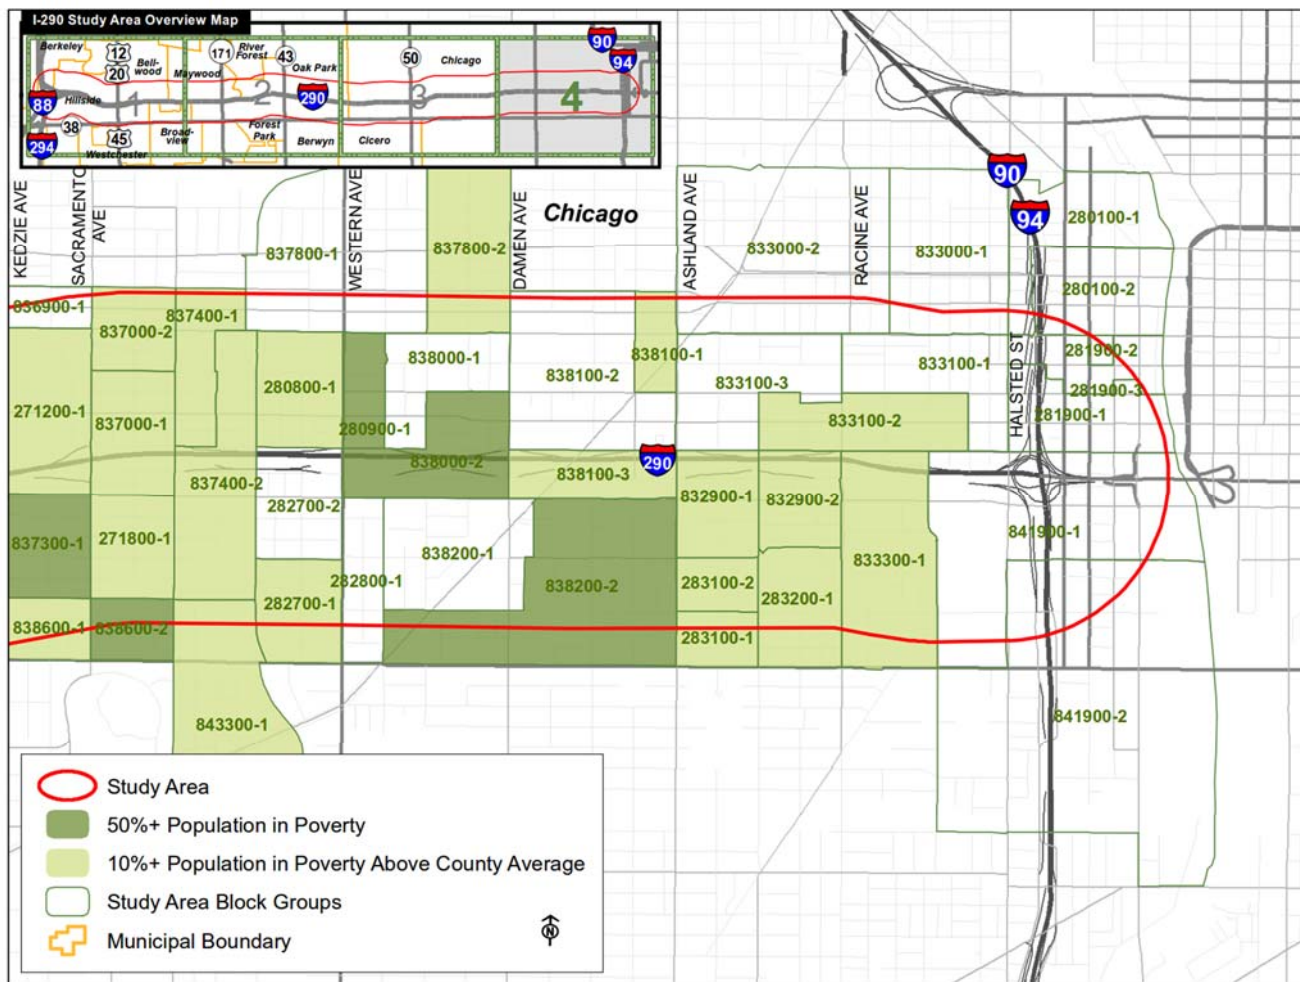 I-290 Study Area Overview Map
Berkeley
12
20
Bell-
wood
Maywood
171
River
Forest
43
Oak Park
50
Chicago
90
94
88
Hillside
1
2
290
3
4
38
294
45
Westchester
Broad-
view
Forest
Park
Berwyn
Cicero
KEDZIE AVE
SACRAMENTO
AVE
WESTERN AVE
DAMEN AVE
ASHLAND AVE
RACINE AVE
HALSTED ST
Chicago
90
94
837800-1
837800-2
833000-2
833000-1
280100-1
280100-2
836900-1
837000-2
837400-1
280800-1
838000-1
838100-2
838100-1
833100-3
833100-1
281900-2
281900-3
281900-1
271200-1
837000-1
280900-1
833100-2
838000-2
838100-3
290
837400-2
282700-2
832900-1
832900-2
837300-1
271800-1
838200-1
841900-1
833300-1
282800-1
838200-2
283100-2
283200-1
282700-1
838600-1
838600-2
283100-1
843300-1
841900-2
Study Area
50%+ Population in Poverty
10%+ Population in Poverty Above County Average
Study Area Block Groups
Municipal Boundary
N